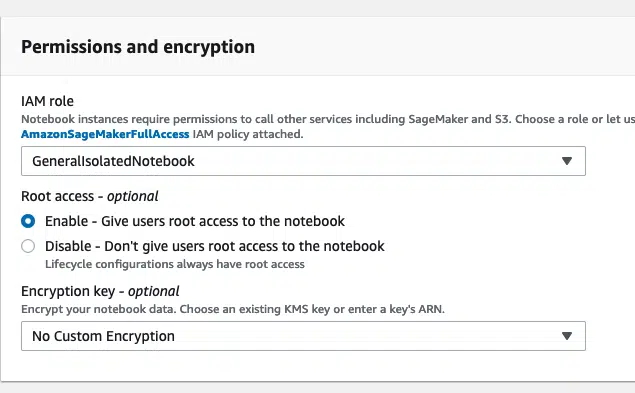 Permissions and encryption
IAM role
Notebook instances require permissions to call other services including SageMaker and S3. Choose a role or let us
AmazonSageMakerFullAccess IAM policy attached.
GeneralIsolatedNotebook
Root access - optional
Enable - Give users root access to the notebook
Disable - Don't give users root access to the notebook
Lifecycle configurations always have root access
Encryption key - optional
Encrypt your notebook data. Choose an existing KMS key or enter a key's ARN.
No Custom Encryption